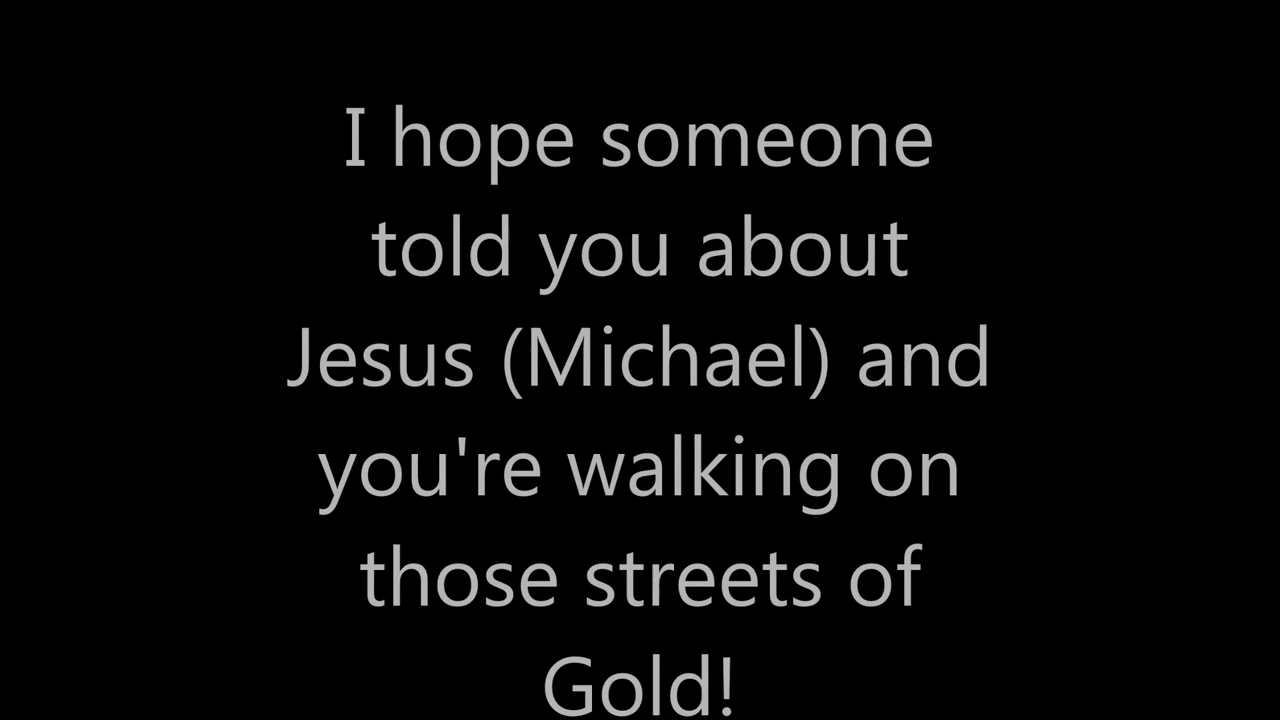 I hope someone
told you about
Jesus (Michael) and
you're walking on
those streets of
Gold!